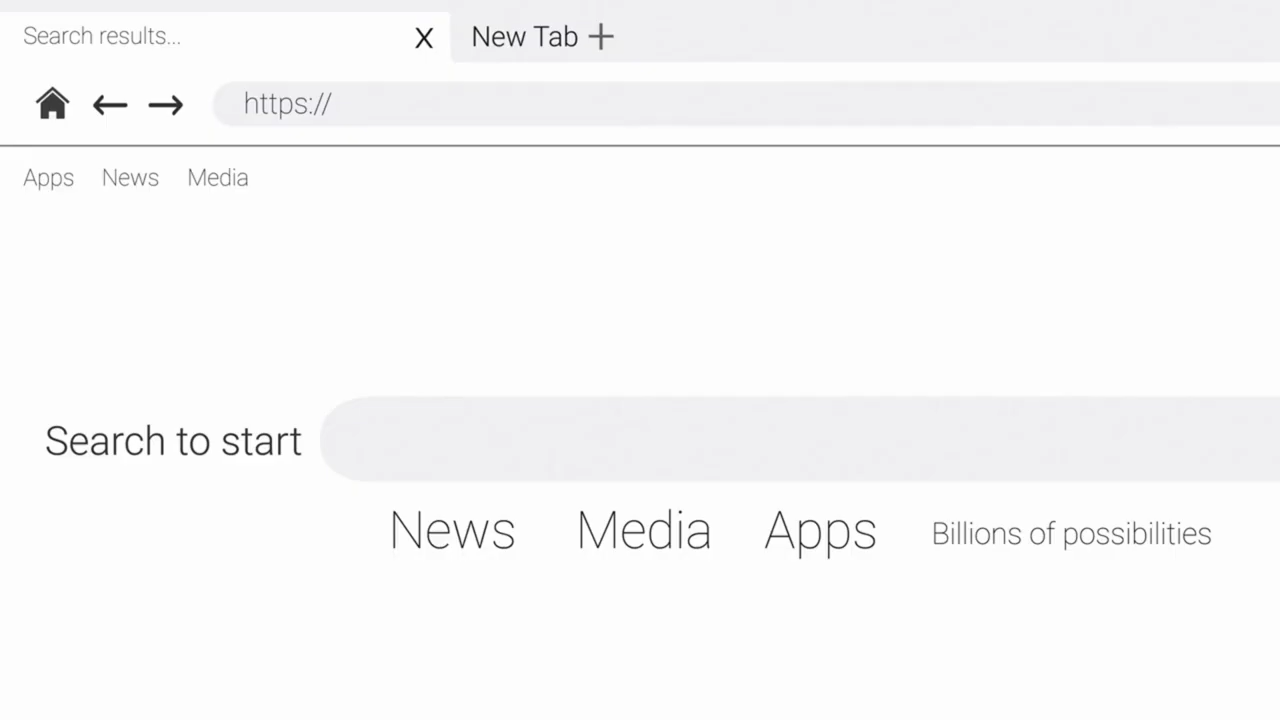 Search results... X New Tab +
https://
Apps News Media
Search to start
News Media Apps Billions of possibilities